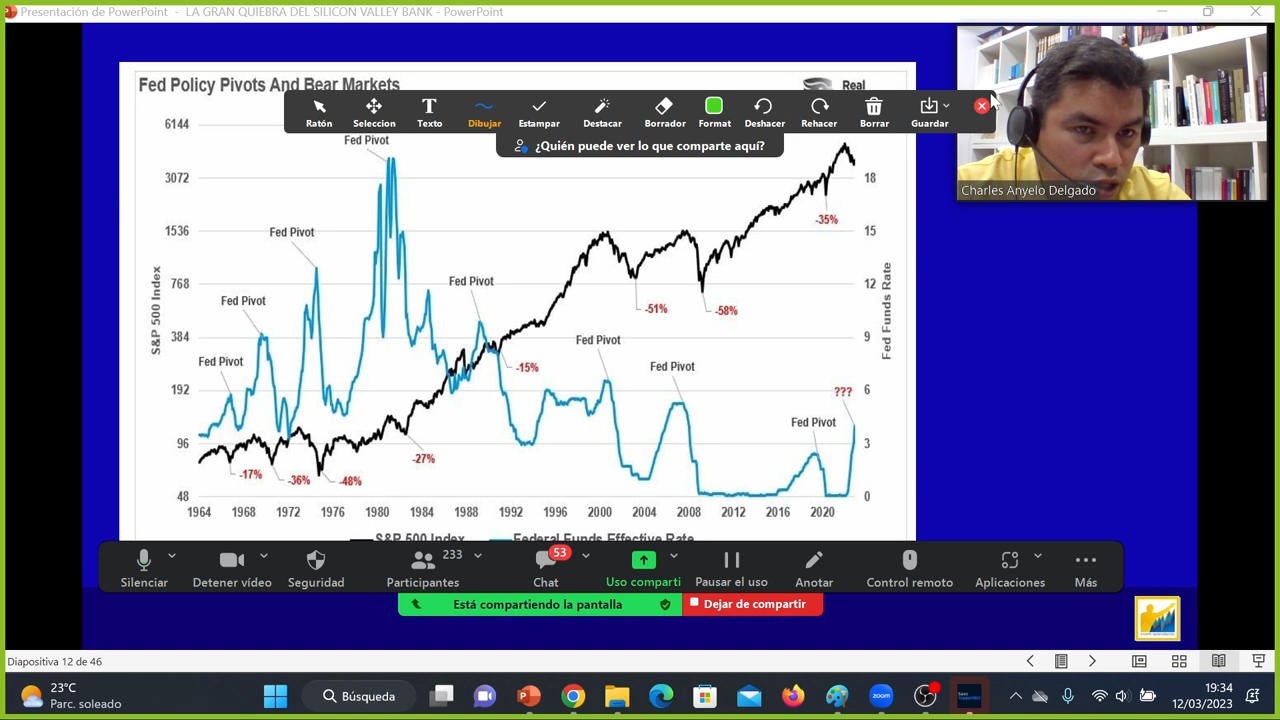 Presentación de PowerPoint - LA GRAN QUIEBRA DEL SILICON VALLEY BANK - PowerPoint
Fed Policy Pivots And Bear Markets
Real
Ratón
Seleccion
Texto
Dibujar
Estampar
Destacar
Borrador
Format
Deshacer
Rehacer
Borrar
Guardar
¿Quién puede ver lo que comparte aquí?
Charles Anyelo Delgado
S&P 500 Index
6144
3072
1536
768
384
192
96
48
Fed Funds Rate
18
15
12
9
6
3
0
Fed Pivot
Fed Pivot
Fed Pivot
Fed Pivot
Fed Pivot
Fed Pivot
Fed Pivot
Fed Pivot
???
-17%
-36%
-48%
-27%
-15%
-51%
-58%
-35%
1964 1968 1972 1976 1980 1984 1988 1992 1996 2000 2004 2008 2012 2016 2020
S&P 500 Index
Federal Funds Effective Rate
Silenciar
Detener vídeo
Seguridad
233
Participantes
53
Chat
Uso comparti
Pausar el uso
Anotar
Control remoto
Aplicaciones
Más
Está compartiendo la pantalla
Dejar de compartir
Diapositiva 12 de 46
23°C
Parc. soleado
Búsqueda
zoom
19:34
12/03/2023